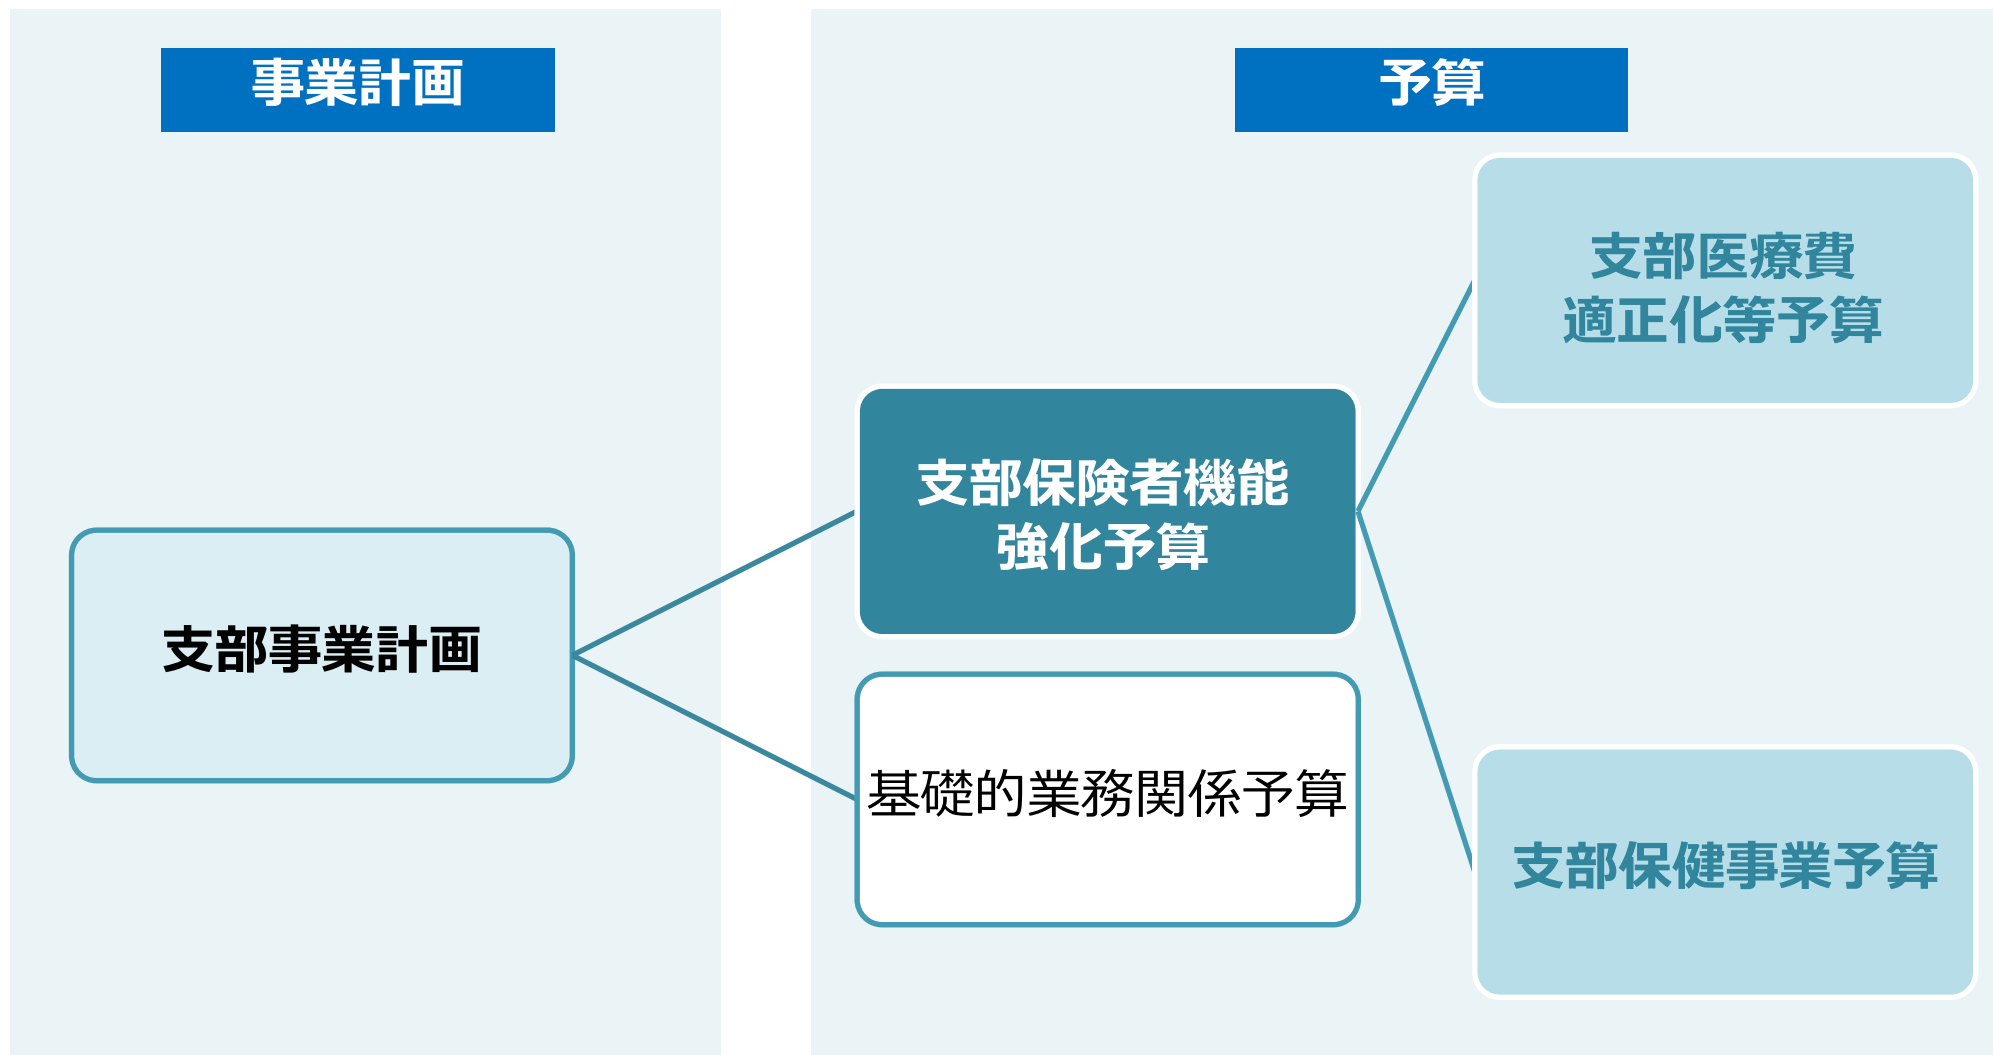 事業計画
予算
支部医療費
適正化等予算
支部保険者機能
強化予算
支部事業計画
基礎的業務関係予算
支部保健事業予算